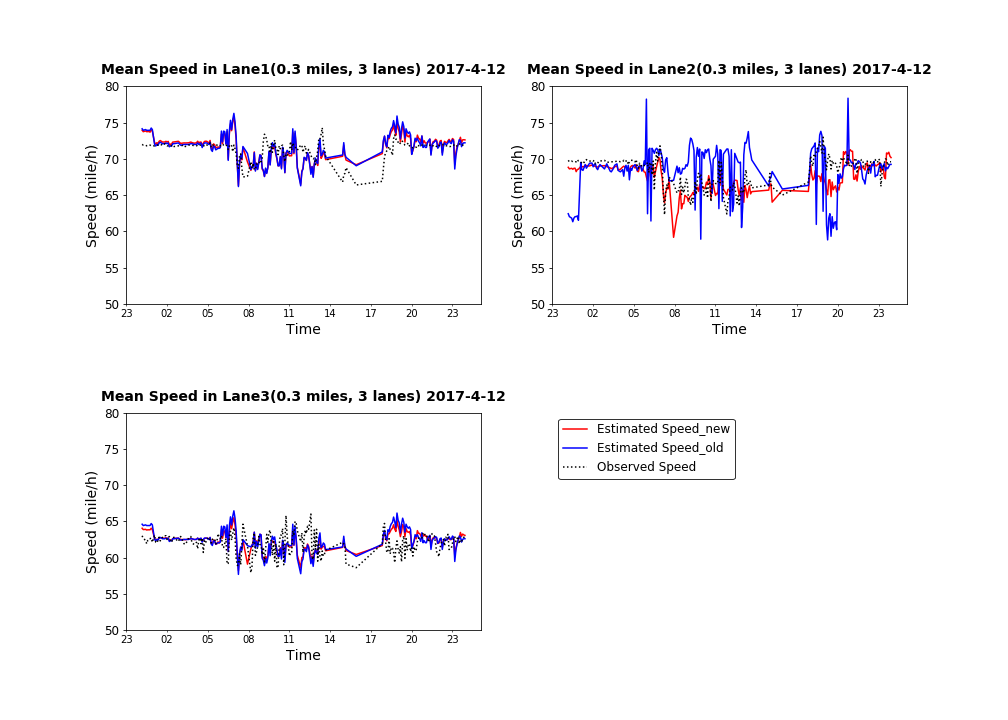 Mean Speed in Lane1(0.3 miles, 3 lanes) 2017-4-12
80
75
70
65
60
55
50
Speed (mile/h)
23 02 05 08 11 14 17 20 23
Time
Mean Speed in Lane2(0.3 miles, 3 lanes) 2017-4-12
80
75
70
65
60
55
50
Speed (mile/h)
23 02 05 08 11 14 17 20 23
Time
Mean Speed in Lane3(0.3 miles, 3 lanes) 2017-4-12
80
75
70
65
60
55
50
Speed (mile/h)
23 02 05 08 11 14 17 20 23
Time
Estimated Speed_new
Estimated Speed_old
Observed Speed